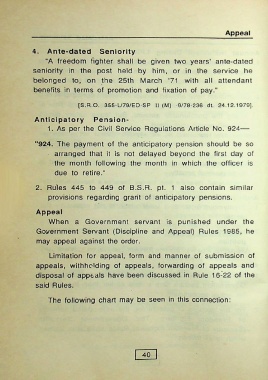 Appeal
4. Ante-dated Seniority
"A freedom fighter shall be given two years' ante-dated
seniority in the post held by him, or in the service he
belonged to, on the 25th March '71 with all attendant
benefits in terms of promotion and fixation of pay."
[S.R.O. 365-L/79/ED-SP II (M) -9/78-236 dt. 24.12.1979].
Anticipatory Pension-
1. As per the Civil Service Regulations Article No. 924—
"924. The payment of the anticipatory pension should be so
arranged that it is not delayed beyond the first day of
the month following the month in which the officer is
due to retire."
2. Rules 445 to 449 of B.S.R. pt. 1 also contain similar
provisions regarding grant of anticipatory pensions.
Appeal
When a Government servant is punished under the
Government Servant (Discipline and Appeal) Rules 1985, he
may appeal against the order.
Limitation for appeal, form and manner of submission of
appeals, withholding of appeals, forwarding of appeals and
disposal of appeals have been discussed in Rule 16-22 of the
said Rules.
The following chart may be seen in this connection:
40